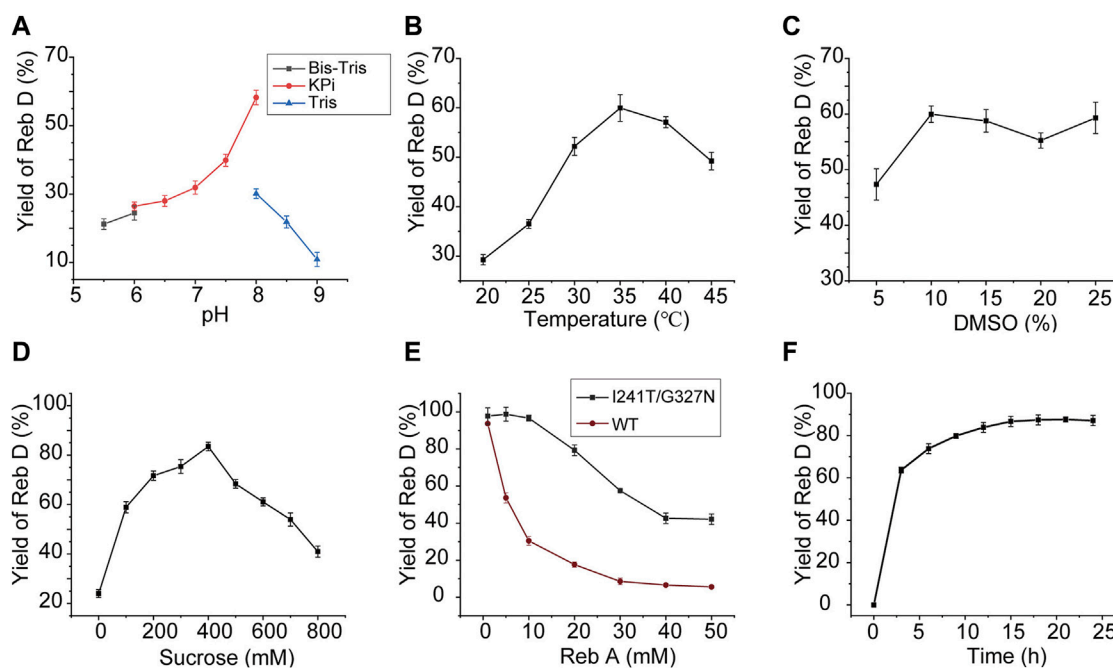 A
Yield of Reb D (%)
70
50
30
10
5
6
7
8
9
pH
Bis-Tris
KPi
Tris
B
Yield of Reb D (%)
70
60
50
40
30
20
25
30
35
40
45
Temperature (℃)
C
Yield of Reb D (%)
70
60
50
40
30
5
10
15
20
25
DMSO (%)
D
Yield of Reb D (%)
100
80
60
40
20
0
200
400
600
800
Sucrose (mM)
E
Yield of Reb D (%)
100
80
60
40
20
0
0
10
20
30
40
50
Reb A (mM)
I241T/G327N
WT
F
Yield of Reb D (%)
100
80
60
40
20
0
0
5
10
15
20
25
Time (h)